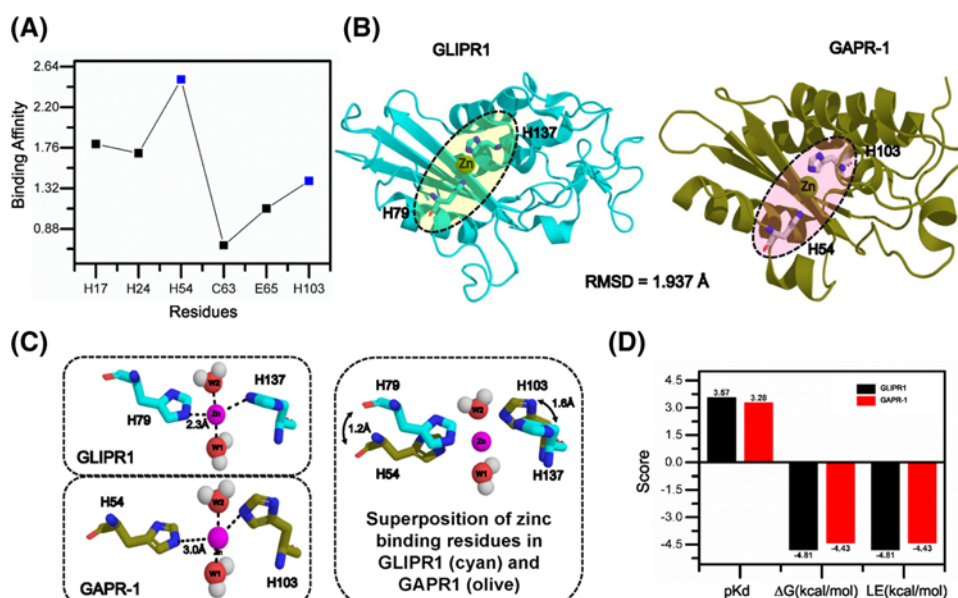 (A)
2.64
2.20
1.76
1.32
0.88
Binding Affinity
H17 H24 H54 C63 E65 H103
Residues
(B)
GLIPR1
GAPR-1
H137
Zn
H79
H103
Zn
H54
RMSD = 1.937 Å
(C)
W2
H137
Zn
H79
2.3Å
W1
GLIPR1
H54
W2
Zn
3.0Å
W1
H103
GAPR-1
H79
H103
W2
1.6Å
1.2Å
Zn
H54
W1
H137
Superposition of zinc
binding residues in
GLIPR1 (cyan) and
GAPR1 (olive)
(D)
4.5
3.0
1.5
0.0
-1.5
-3.0
-4.5
Score
3.57
3.28
GLIPR1
GAPR-1
-4.81
-4.43
-4.81
-4.43
pKd ΔG(kcal/mol) LE(kcal/mol)